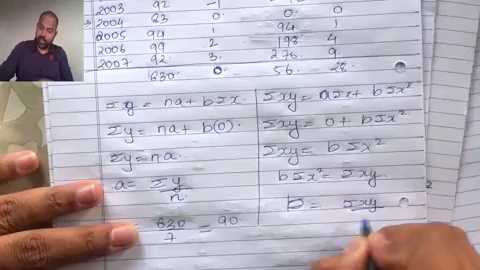 2003 92 -1
→ 2004 83 0. 0. 0
2005 94 1 94 1
2006 99 2 198 4
2007 92 3. 276 9.
630 0 56. 28.
Σy = na + bΣx. Σxy = aΣx + bΣx²
Σy = na + b(0). Σxy = 0 + bΣx²
Σy = na. Σxy = bΣx²
a = Σy/n bΣx² = Σxy.
b = Σxy
630/7 = 90.